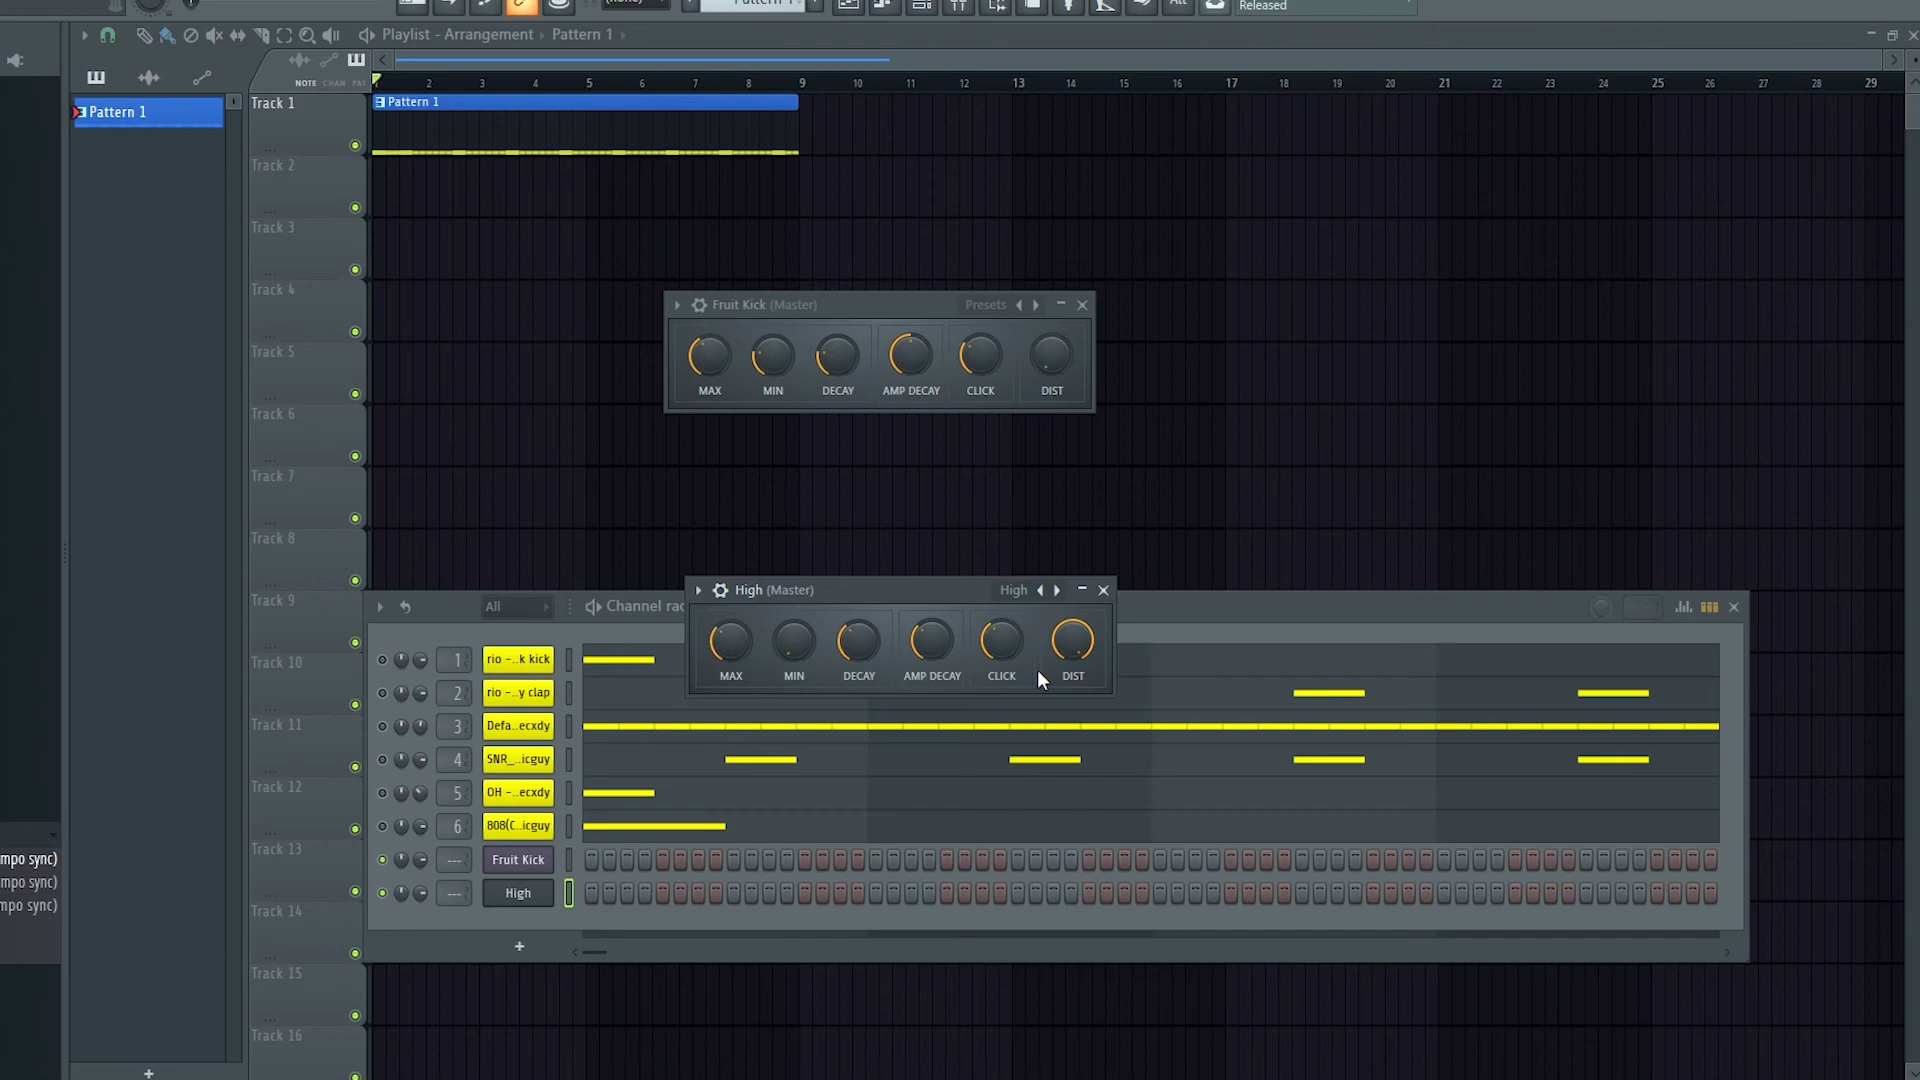 Pattern 1
Released
Playlist - Arrangement Pattern 1
NOTE CHAN PAT
2 3 4 5 6 7 8 9 10 11 12 13 14 15 16 17 18 19 20 21 22 23 24 25 26 27 28 29
Pattern 1
Track 1
Pattern 1
Track 2
Track 3
Track 4
Fruit Kick (Master) Presets
MAX MIN DECAY AMP DECAY CLICK DIST
Track 5
Track 6
Track 7
Track 8
Track 9
High (Master) High
MAX MIN DECAY AMP DECAY CLICK DIST
All Channel rac
Track 10
1 rio -..k kick
2 rio -..y clap
Track 11
3 Defa..ecxdy
4 SNR_..icguy
Track 12
5 OH -..ecxdy
6 808(C..icguy
Track 13
--- Fruit Kick
--- High
Track 14
mpo sync)
mpo sync)
mpo sync)
Track 15
Track 16